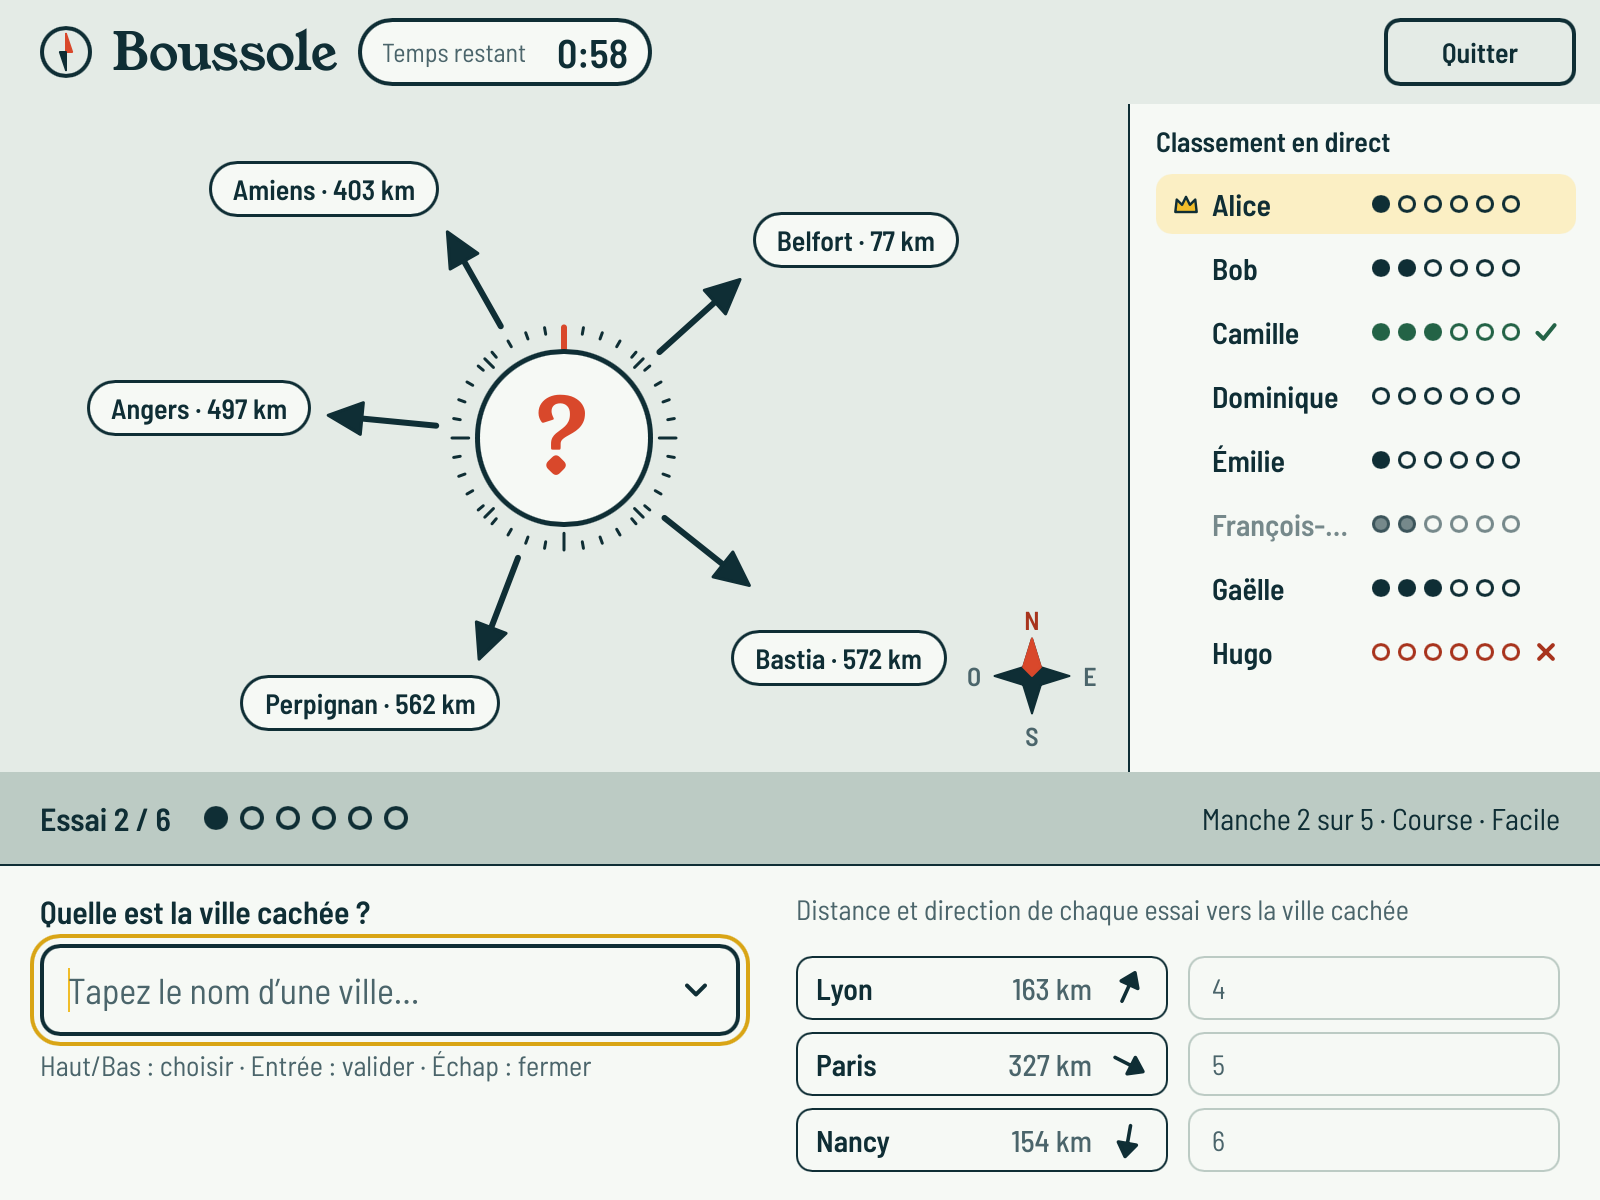 Boussole
Temps restant 0:58
Quitter
Amiens · 403 km
Belfort · 77 km
Angers · 497 km
?
Bastia · 572 km
Perpignan · 562 km
N
O
E
S
Classement en direct
Alice
Bob
Camille
Dominique
Émilie
François-…
Gaëlle
Hugo
Essai 2 / 6
Manche 2 sur 5 · Course · Facile
Quelle est la ville cachée ?
Tapez le nom d’une ville…
Haut/Bas : choisir · Entrée : valider · Échap : fermer
Distance et direction de chaque essai vers la ville cachée
Lyon 163 km
Paris 327 km
Nancy 154 km
4
5
6